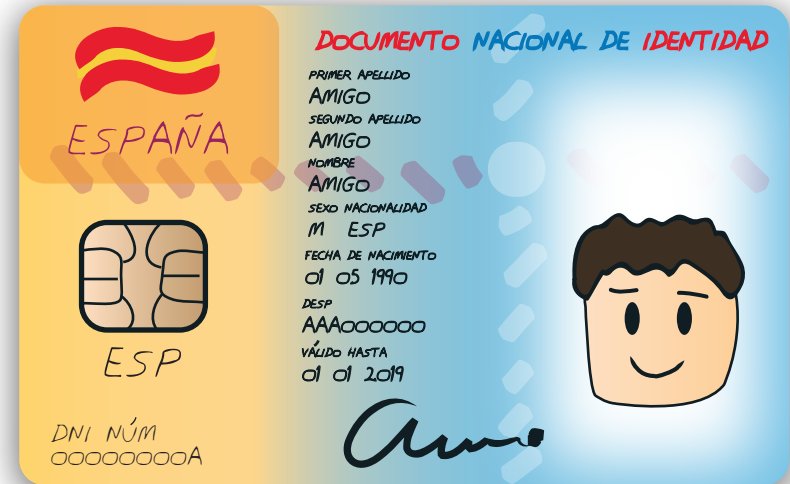 ESPAÑA
ESP
DNI NÚM
00000000A
DOCUMENTO NACIONAL DE IDENTIDAD
PRIMER APELLIDO
AMIGO
SEGUNDO APELLIDO
AMIGO
NOMBRE
AMIGO
SEXO NACIONALIDAD
M ESP
FECHA DE NACIMIENTO
01 05 1990
DESP
AAA000000
VÁLIDO HASTA
01 01 2019